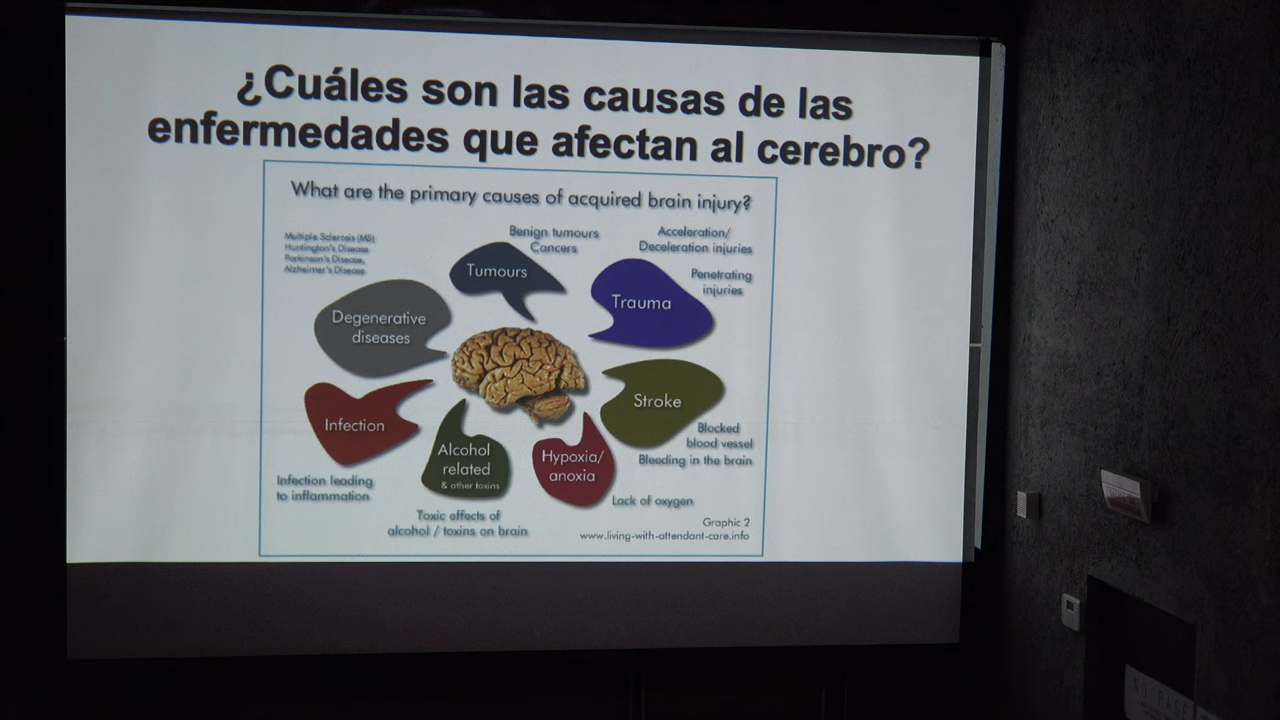 ¿Cuáles son las causas de las
enfermedades que afectan al cerebro?
What are the primary causes of acquired brain injury?
Multiple Sclerosis (MS)
Huntington's Disease
Parkinson's Disease,
Alzheimer's Disease
Degenerative
diseases
Benign tumours
Cancers
Tumours
Acceleration/
Deceleration injuries
Penetrating
injuries
Trauma
Stroke
Blocked
blood vessel
Bleeding in the brain
Infection
Infection leading
to inflammation
Alcohol
related
& other toxins
Toxic effects of
alcohol / toxins on brain
Hypoxia/
anoxia
Lack of oxygen
Graphic 2
www.living-with-attendant-care.info
NO PASE